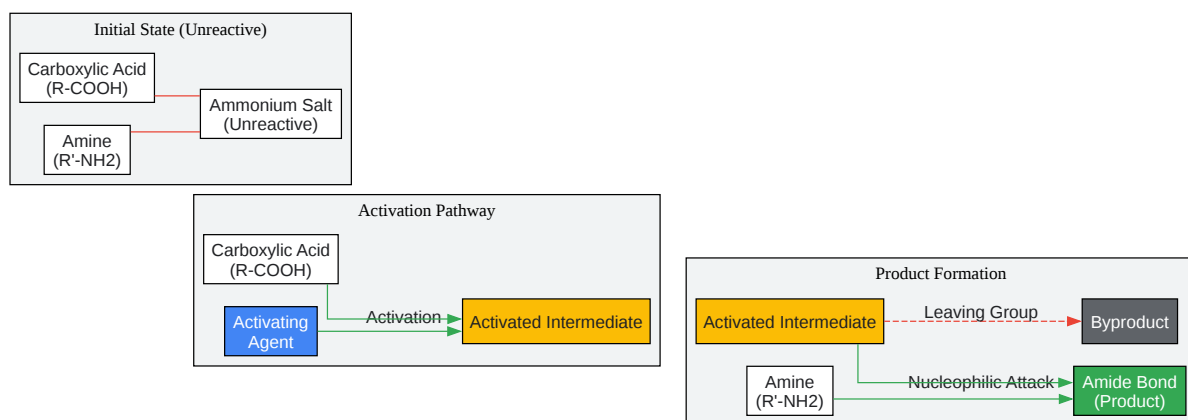 Initial State (Unreactive)
Carboxylic Acid
(R-COOH)
Ammonium Salt
(Unreactive)
Amine
(R'-NH2)
Activation Pathway
Carboxylic Acid
(R-COOH)
Activating
Agent
Activation
Activated Intermediate
Product Formation
Activated Intermediate
Leaving Group
Byproduct
Amine
(R'-NH2)
Nucleophilic Attack
Amide Bond
(Product)